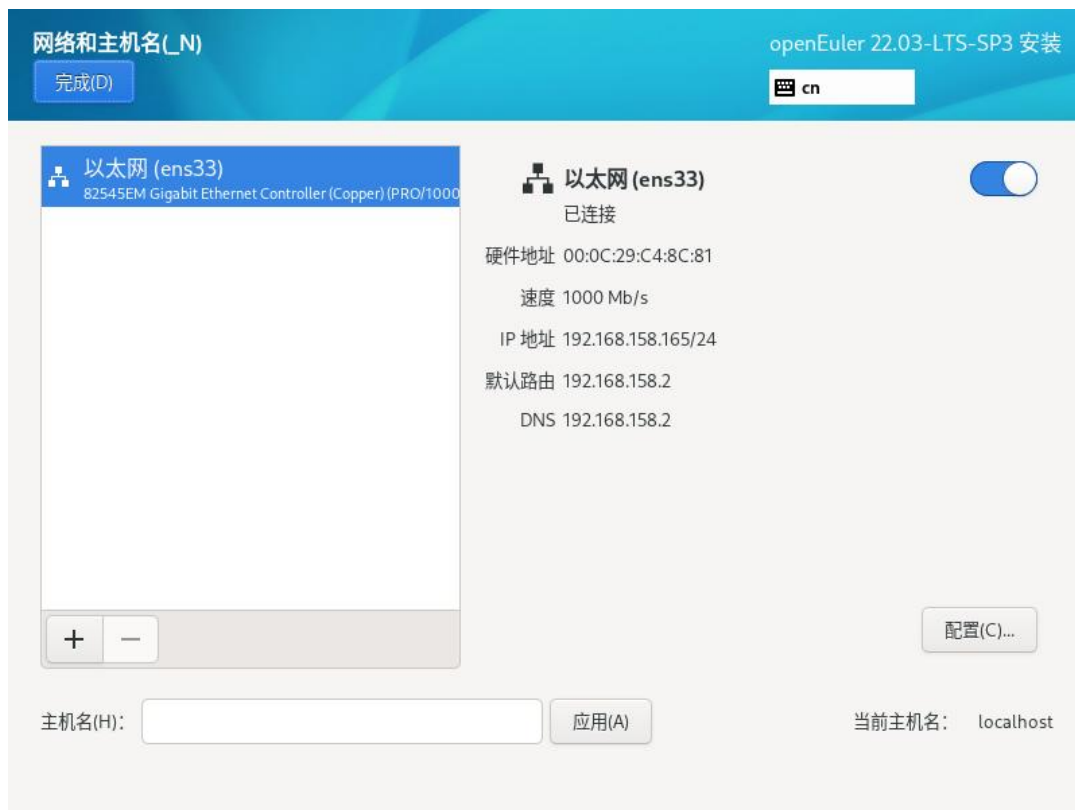 网络和主机名(_N)
完成(D)
openEuler 22.03-LTS-SP3 安装
cn
以太网 (ens33)
82545EM Gigabit Ethernet Controller (Copper) (PRO/1000
以太网 (ens33)
已连接
硬件地址 00:0C:29:C4:8C:81
速度 1000 Mb/s
IP 地址 192.168.158.165/24
默认路由 192.168.158.2
DNS 192.168.158.2
+ −
配置(C)...
主机名(H)： 应用(A) 当前主机名： localhost